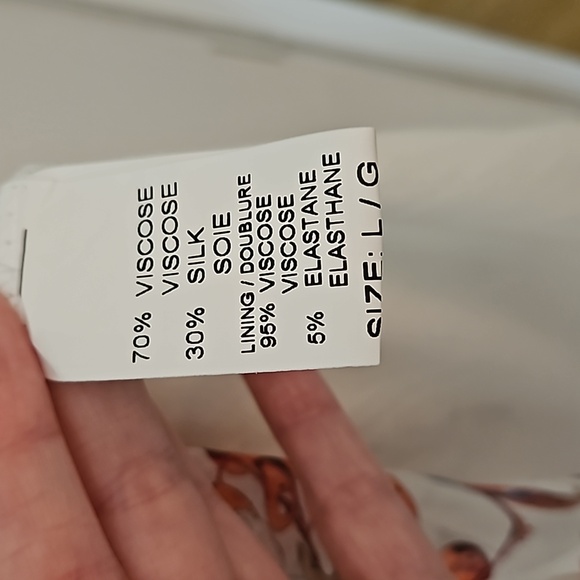 70% VISCOSE
VISCOSE
30% SILK
SOIE
LINING / DOUBLURE
95% VISCOSE
VISCOSE
5% ELASTANE
ELASTHANE
SIZE: L / G